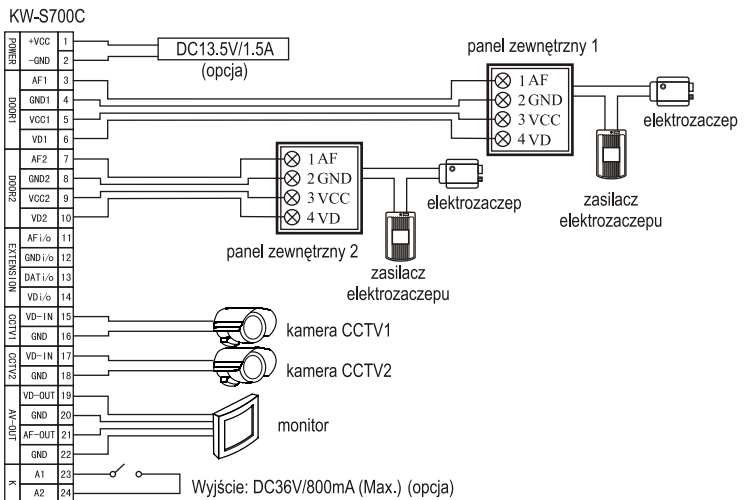 KW-S700C
POWER
+VCC 1
-GND 2
DC13.5V/1.5A
(opcja)
DOOR1
AF1 3
GND1 4
VCC1 5
VD1 6
panel zewnętrzny 1
1 AF
2 GND
3 VCC
4 VD
elektrozaczep
zasilacz
elektrozaczepu
DOOR2
AF2 7
GND2 8
VCC2 9
VD2 10
1 AF
2 GND
3 VCC
4 VD
panel zewnętrzny 2
elektrozaczep
zasilacz
elektrozaczepu
EXTENSION
AFi/o 11
GNDi/o 12
DATi/o 13
VDi/o 14
CCTV1
VD-IN 15
GND 16
kamera CCTV1
CCTV2
VD-IN 17
GND 18
kamera CCTV2
AV-OUT
VD-OUT 19
GND 20
AF-OUT 21
GND 22
monitor
K
A1 23
A2 24
Wyjście: DC36V/800mA (Max.) (opcja)